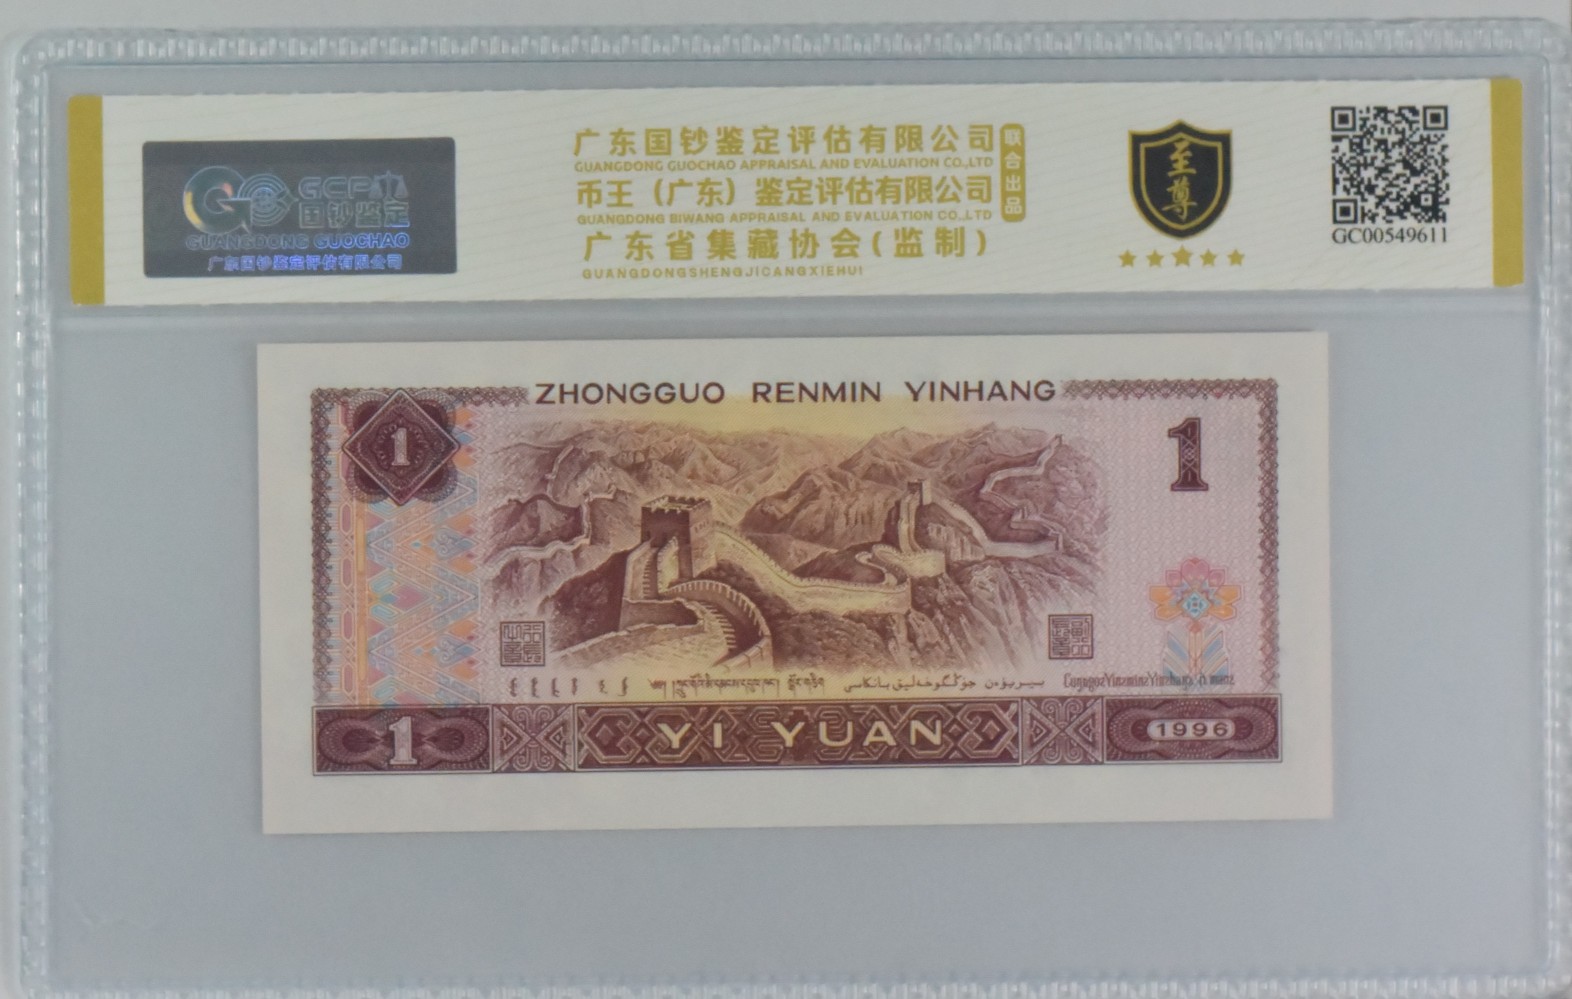 GCP
国钞鉴定
GUANGDONG GUOCHAO
广东国钞鉴定评估有限公司
广东国钞鉴定评估有限公司
GUANGDONG GUOCHAO APPRAISAL AND EVALUATION CO.,LTD
币王（广东）鉴定评估有限公司
GUANGDONG BIWANG APPRAISAL AND EVALUATION CO.,LTD
联合出品
广东省集藏协会(监制)
GUANGDONGSHENGJICANGXIEHUI
至尊
GC00549611
ZHONGGUO RENMIN YINHANG
1
1
1
YI YUAN
1996